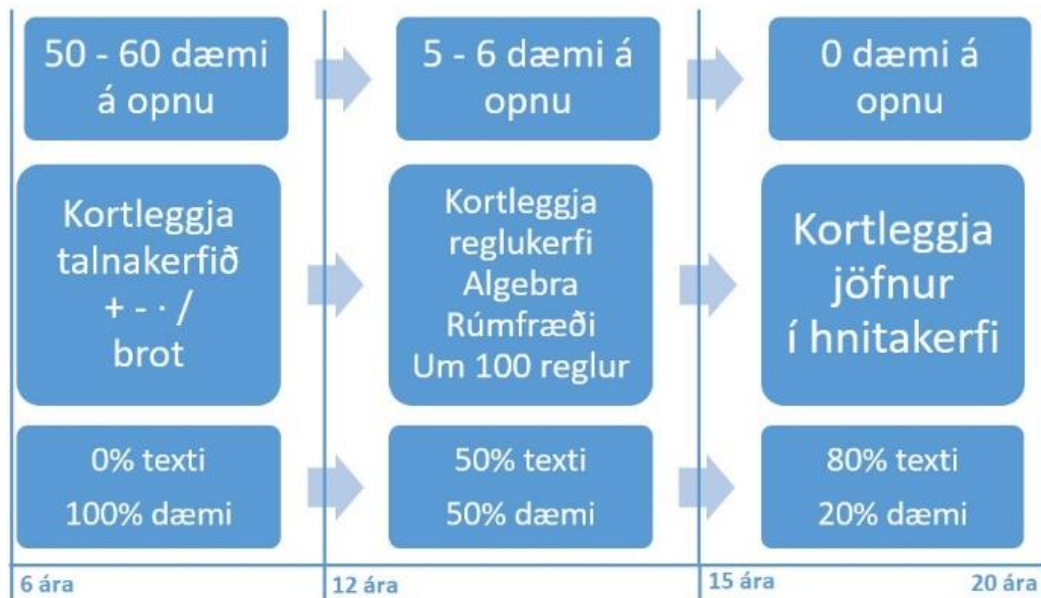 50 - 60 dæmi
á opnu
5 - 6 dæmi á
opnu
0 dæmi á
opnu
Kortleggja
talnakerfið
+ - · /
brot
Kortleggja
reglukerfi
Algebra
Rúmfræði
Um 100 reglur
Kortleggja
jöfnur
í hnitakerfi
0% texti
100% dæmi
50% texti
50% dæmi
80% texti
20% dæmi
6 ára
12 ára
15 ára
20 ára